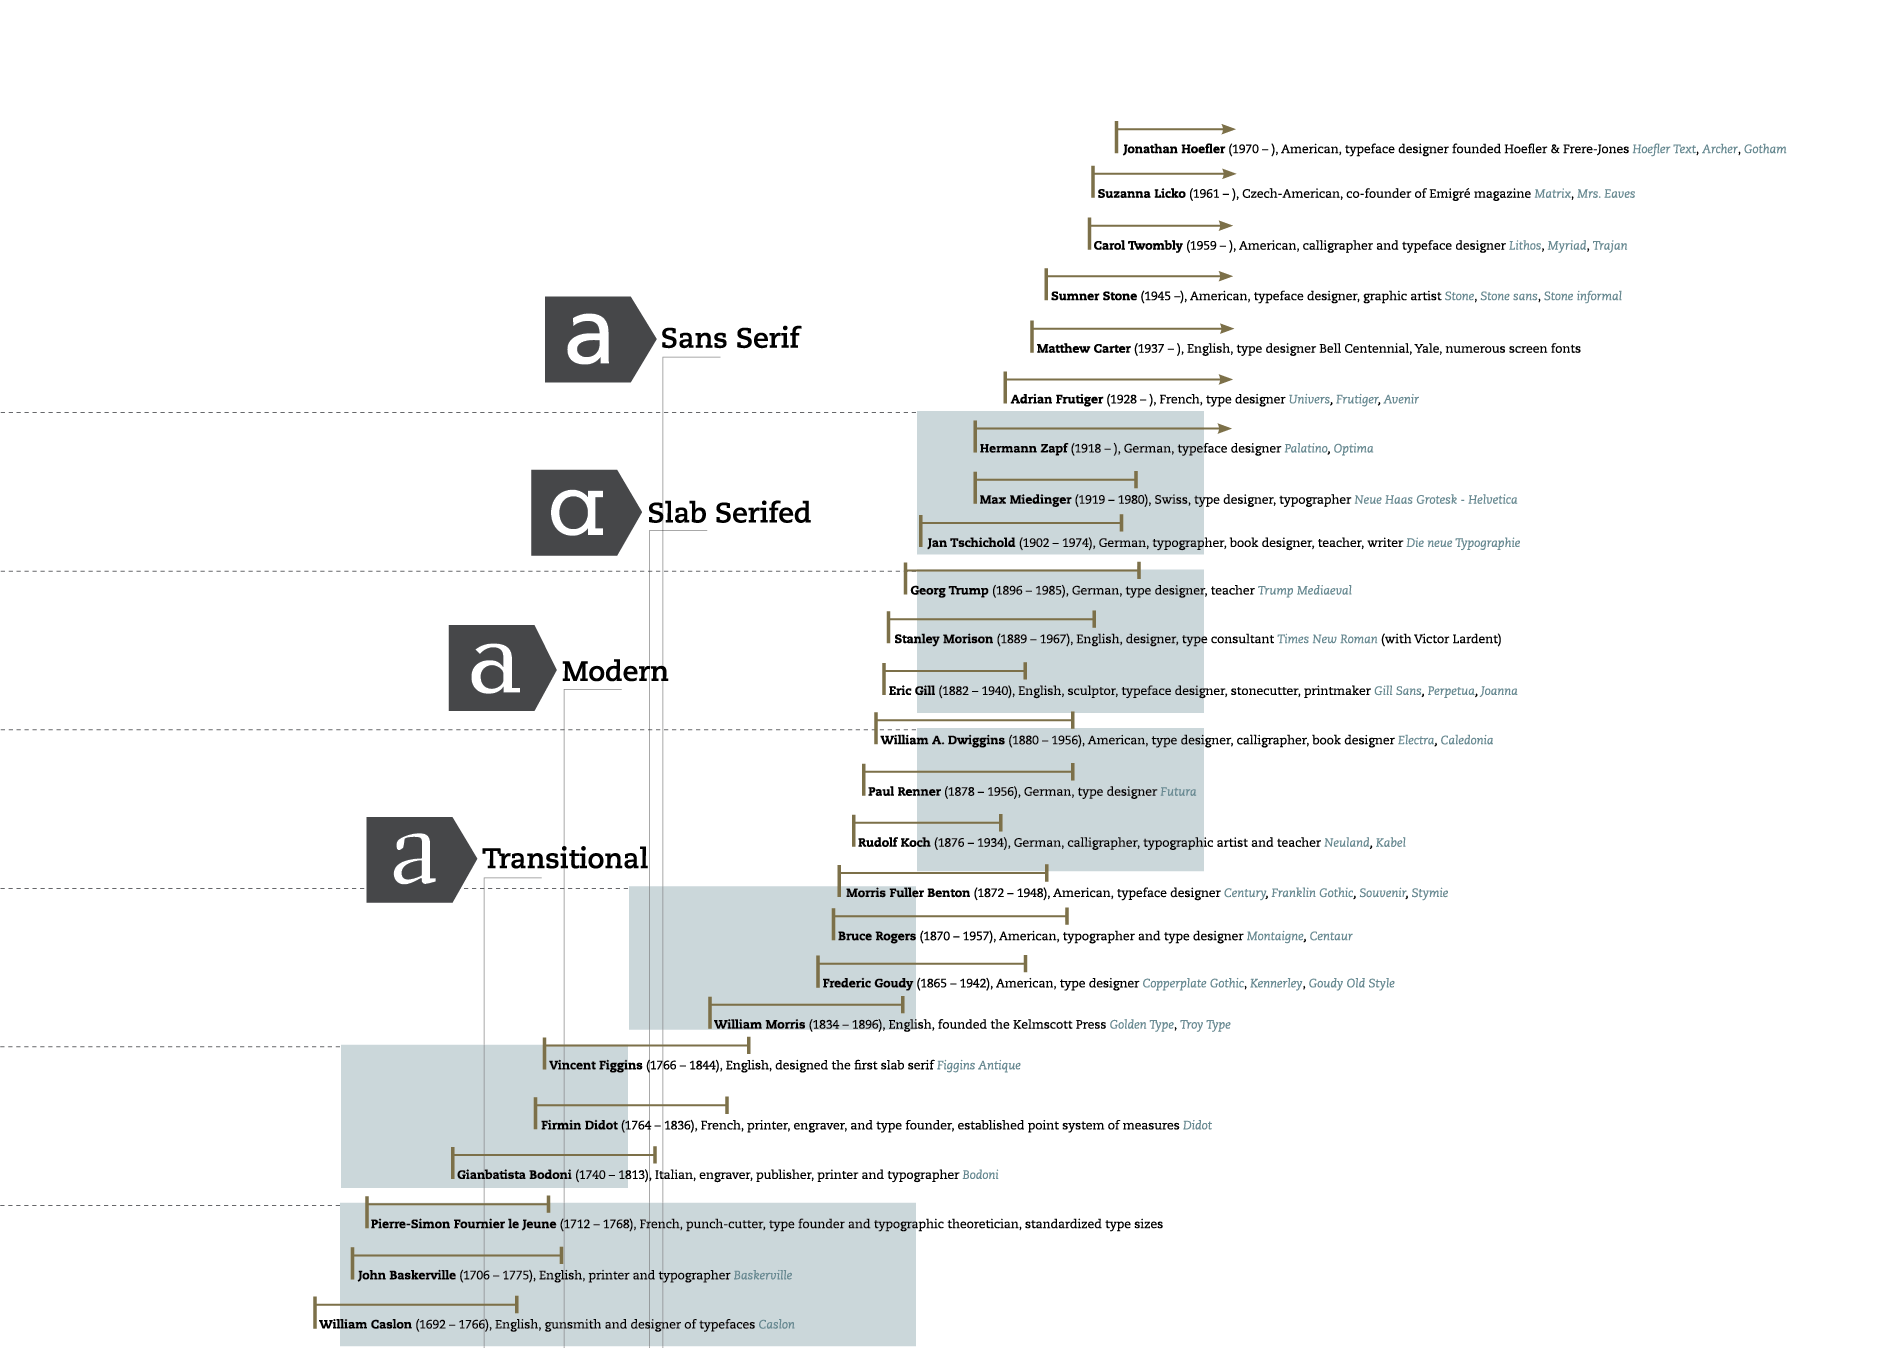 Jonathan Hoefler (1970 – ), American, typeface designer founded Hoefler & Frere-Jones Hoefler Text, Archer, Gotham
Suzanna Licko (1961 – ), Czech-American, co-founder of Emigré magazine Matrix, Mrs. Eaves
Carol Twombly (1959 – ), American, calligrapher and typeface designer Lithos, Myriad, Trajan
Sumner Stone (1945 –), American, typeface designer, graphic artist Stone, Stone sans, Stone informal
a Sans Serif
Matthew Carter (1937 – ), English, type designer Bell Centennial, Yale, numerous screen fonts
Adrian Frutiger (1928 – ), French, type designer Univers, Frutiger, Avenir
Hermann Zapf (1918 – ), German, typeface designer Palatino, Optima
Max Miedinger (1919 – 1980), Swiss, type designer, typographer Neue Haas Grotesk - Helvetica
a Slab Serifed
Jan Tschichold (1902 – 1974), German, typographer, book designer, teacher, writer Die neue Typographie
Georg Trump (1896 – 1985), German, type designer, teacher Trump Mediaeval
Stanley Morison (1889 – 1967), English, designer, type consultant Times New Roman (with Victor Lardent)
a Modern
Eric Gill (1882 – 1940), English, sculptor, typeface designer, stonecutter, printmaker Gill Sans, Perpetua, Joanna
William A. Dwiggins (1880 – 1956), American, type designer, calligrapher, book designer Electra, Caledonia
Paul Renner (1878 – 1956), German, type designer Futura
Rudolf Koch (1876 – 1934), German, calligrapher, typographic artist and teacher Neuland, Kabel
a Transitional
Morris Fuller Benton (1872 – 1948), American, typeface designer Century, Franklin Gothic, Souvenir, Stymie
Bruce Rogers (1870 – 1957), American, typographer and type designer Montaigne, Centaur
Frederic Goudy (1865 – 1942), American, type designer Copperplate Gothic, Kennerley, Goudy Old Style
William Morris (1834 – 1896), English, founded the Kelmscott Press Golden Type, Troy Type
Vincent Figgins (1766 – 1844), English, designed the first slab serif Figgins Antique
Firmin Didot (1764 – 1836), French, printer, engraver, and type founder, established point system of measures Didot
Gianbatista Bodoni (1740 – 1813), Italian, engraver, publisher, printer and typographer Bodoni
Pierre-Simon Fournier le Jeune (1712 – 1768), French, punch-cutter, type founder and typographic theoretician, standardized type sizes
John Baskerville (1706 – 1775), English, printer and typographer Baskerville
William Caslon (1692 – 1766), English, gunsmith and designer of typefaces Caslon